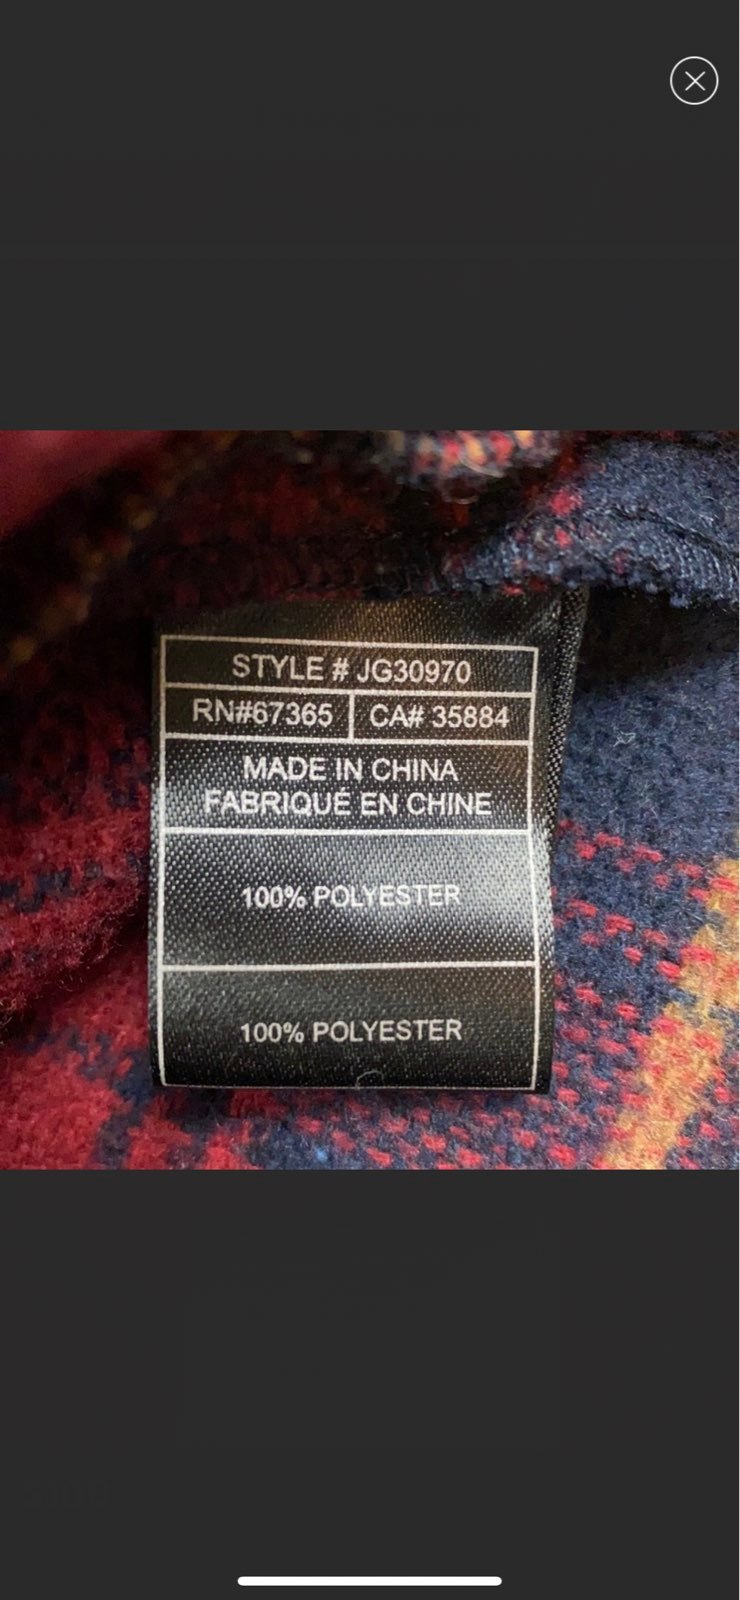 STYLE # JG30970
RN#67365 CA# 35884
MADE IN CHINA
FABRIQUÉ EN CHINE
100% POLYESTER
100% POLYESTER